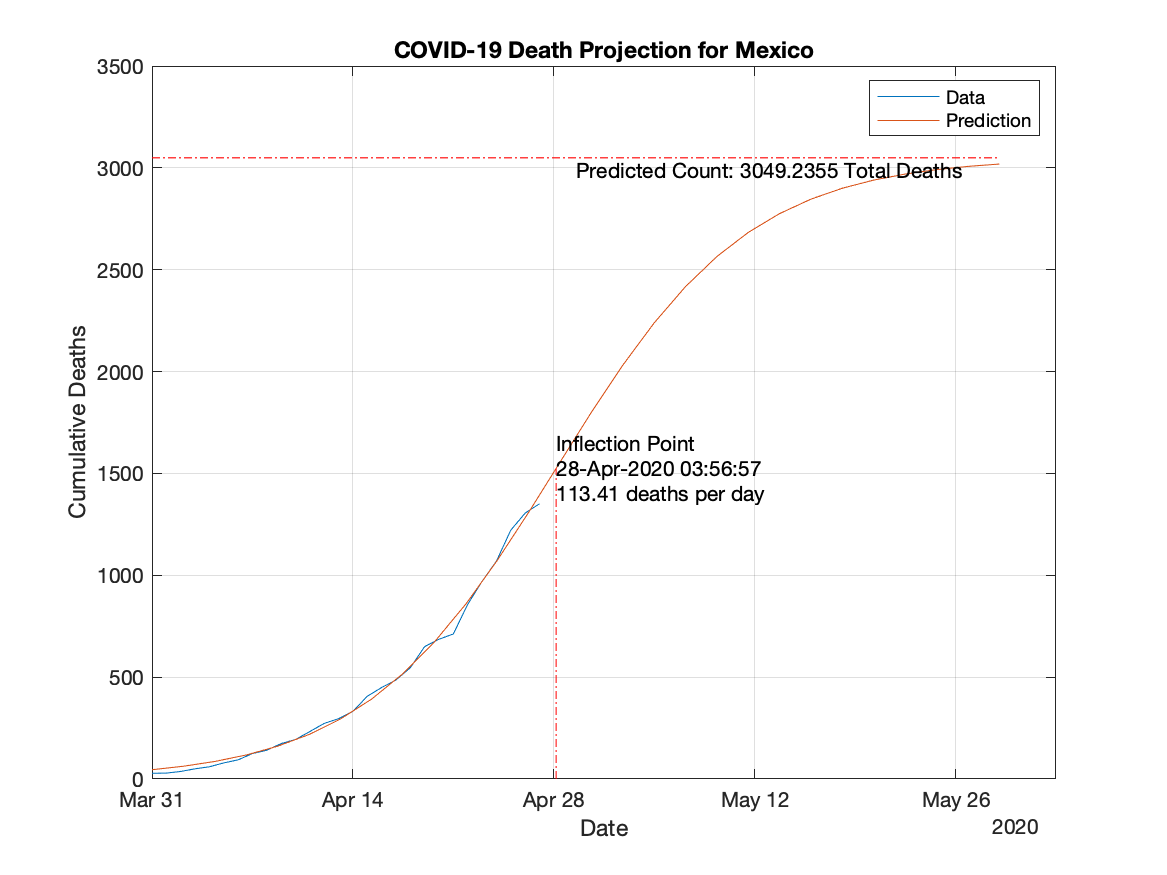 COVID-19 Death Projection for Mexico
3500
Data
Prediction
3000
Predicted Count: 3049.2355 Total Deaths
2500
Cumulative Deaths
2000
Inflection Point
1500
28-Apr-2020 03:56:57
113.41 deaths per day
1000
500
0
Mar 31 Apr 14 Apr 28 May 12 May 26
Date
2020